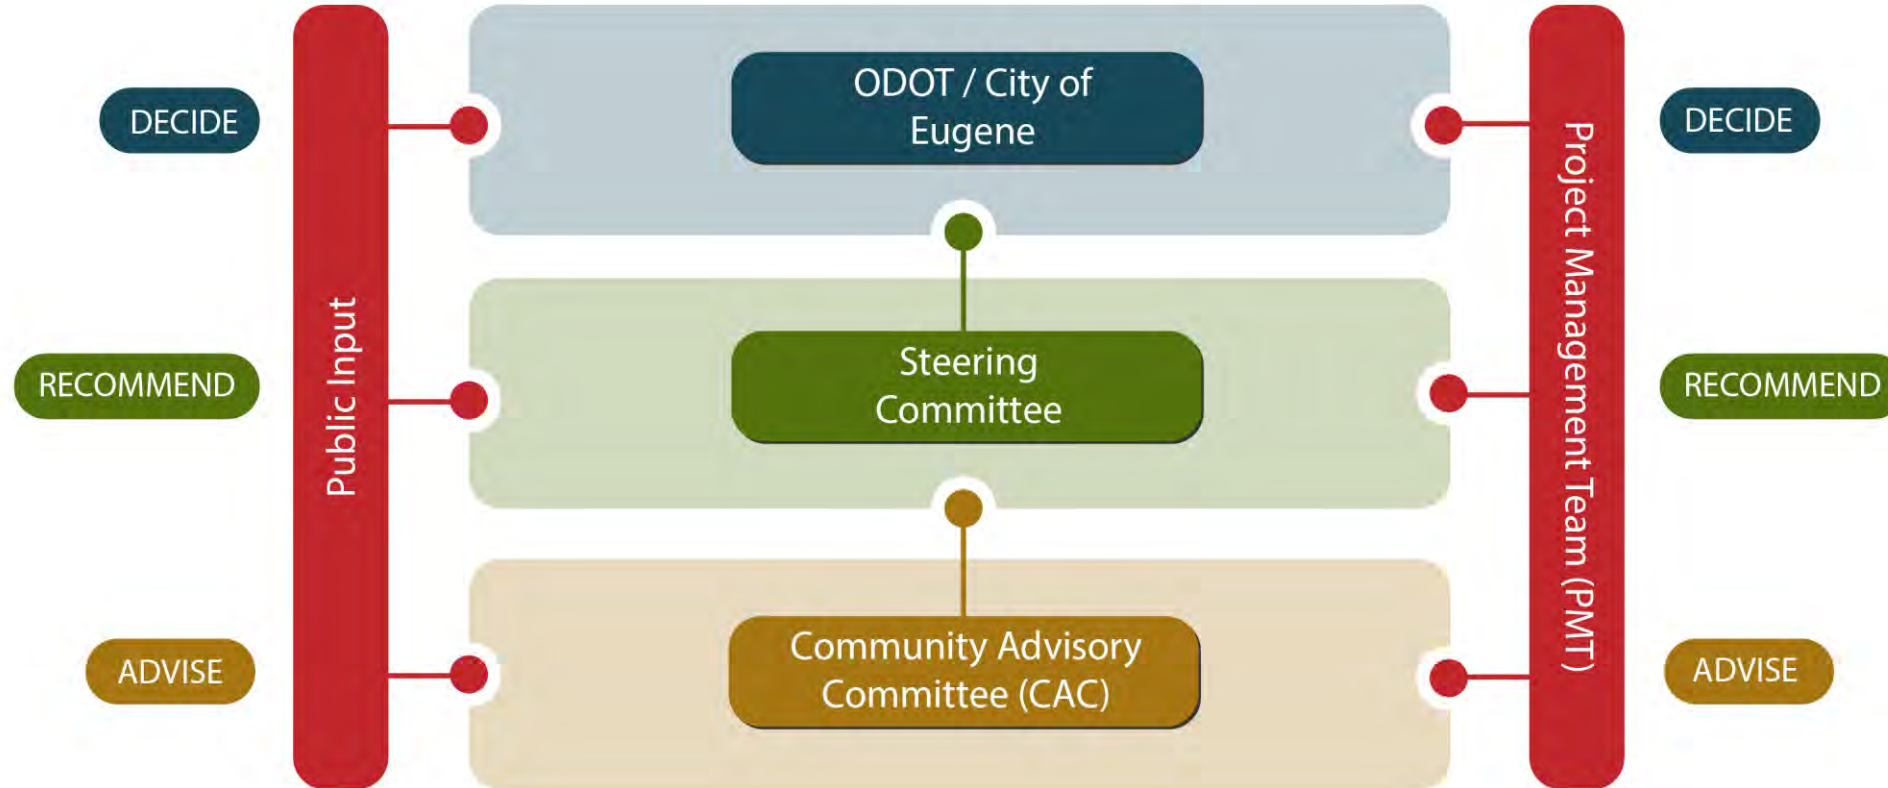 DECIDE
RECOMMEND
ADVISE
Public Input
ODOT / City of
Eugene
Steering
Committee
Community Advisory
Committee (CAC)
Project Management Team (PMT)
DECIDE
RECOMMEND
ADVISE